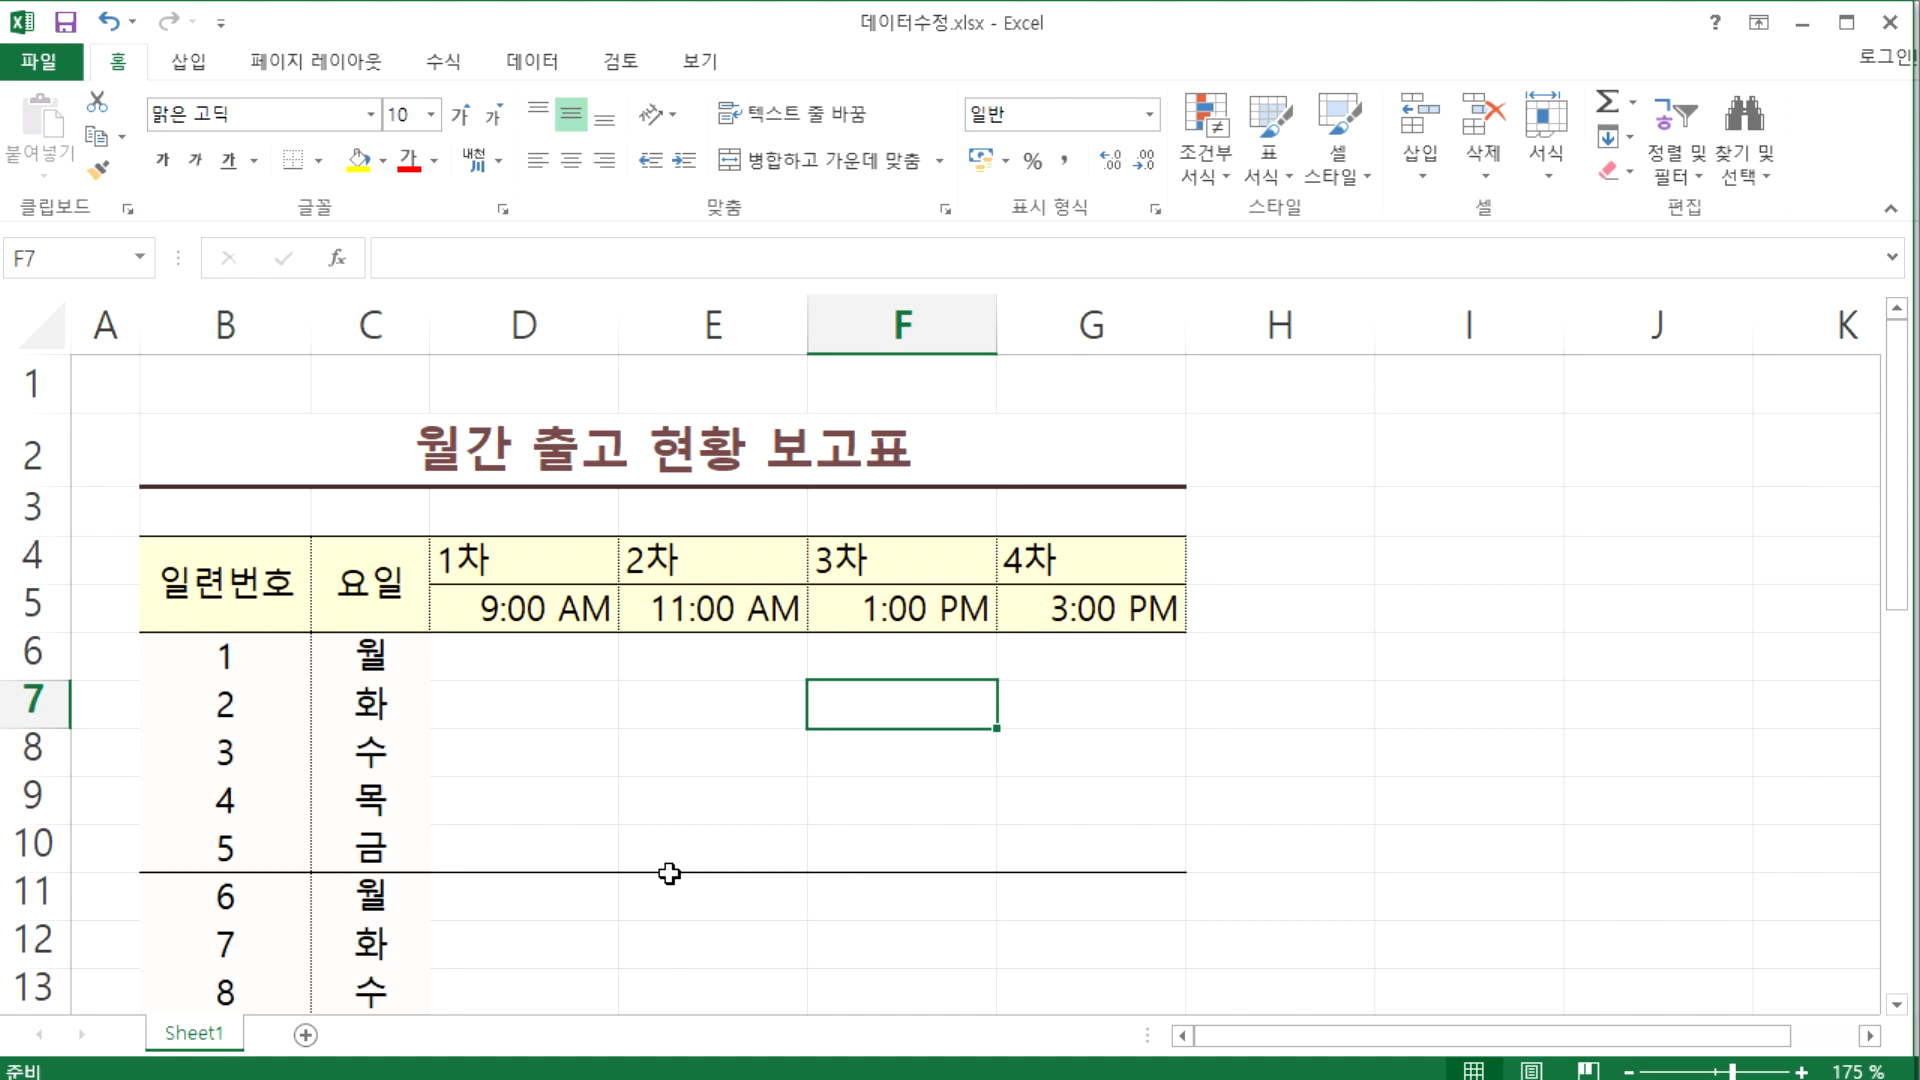 데이터수정.xlsx - Excel
?
파일 홈 삽입 페이지 레이아웃 수식 데이터 검토 보기 로그인
붙여넣기
맑은 고딕 10 가 가 텍스트 줄 바꿈 일반
가 가 가 가 내천 병합하고 가운데 맞춤 % , .00 .00
조건부 서식 표 서식 셀 스타일 삽입 삭제 서식 정렬 및 필터 찾기 및 선택
클립보드 글꼴 맞춤 표시 형식 스타일 셀 편집
F7 fx
A B C D E F G H I J K
1
2 월간 출고 현황 보고표
3
4 일련번호 요일 1차 2차 3차 4차
5 9:00 AM 11:00 AM 1:00 PM 3:00 PM
6 1 월
7 2 화
8 3 수
9 4 목
10 5 금
11 6 월
12 7 화
13 8 수
Sheet1
준비 175 %